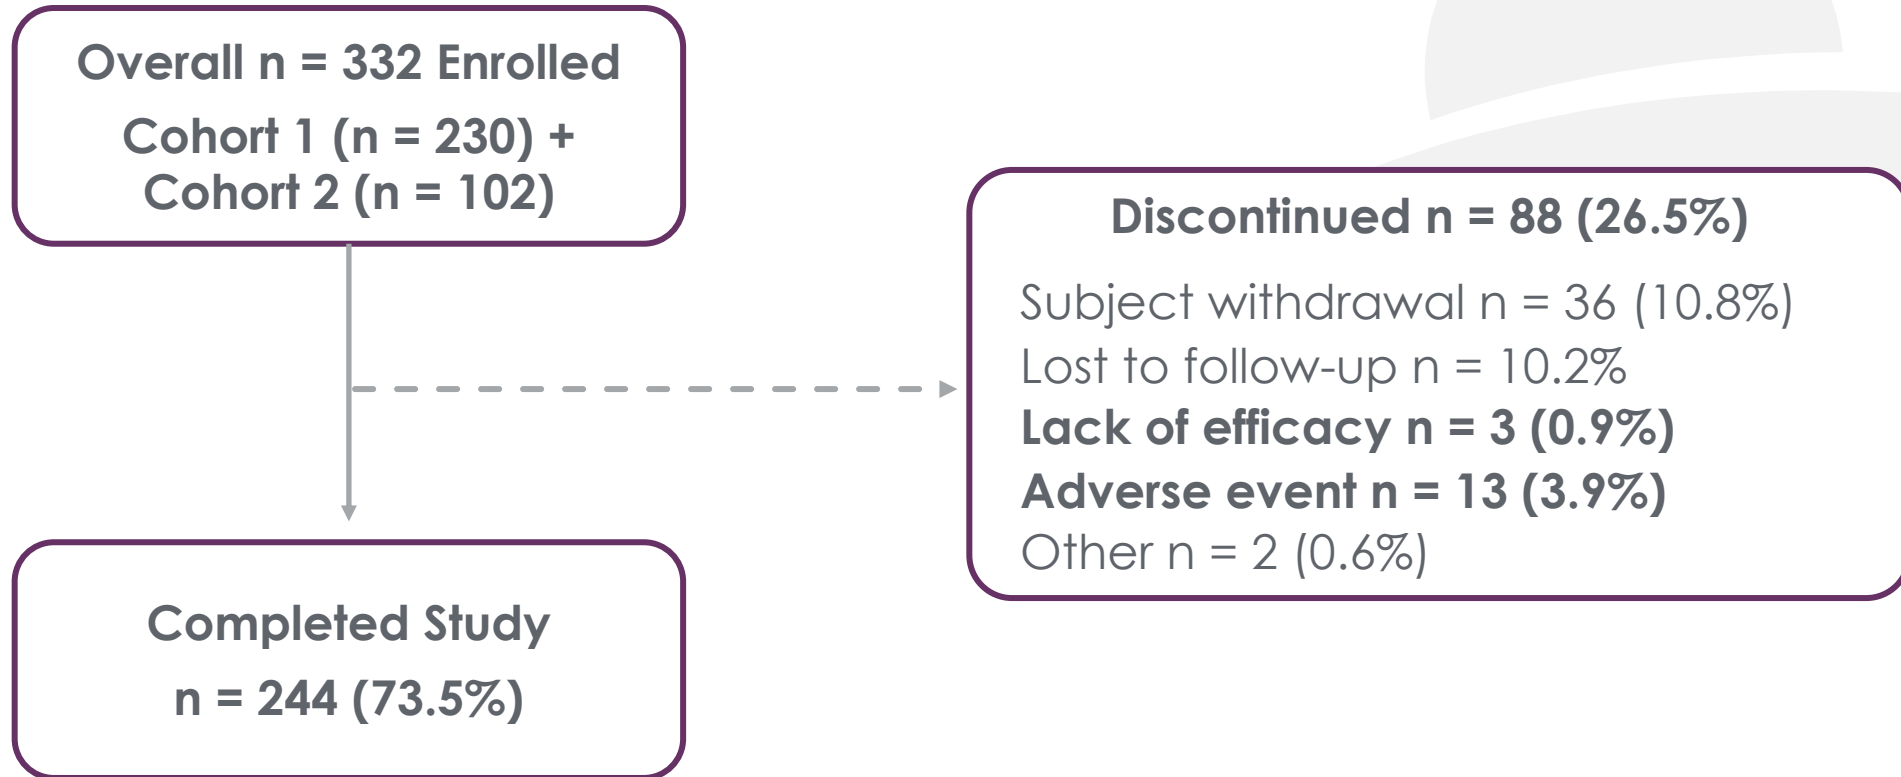 Overall n = 332 Enrolled
Cohort 1 (n = 230) +
Cohort 2 (n = 102)
Discontinued n = 88 (26.5%)
Subject withdrawal n = 36 (10.8%)
Lost to follow-up n = 10.2%
Lack of efficacy n = 3 (0.9%)
Adverse event n = 13 (3.9%)
Other n = 2 (0.6%)
Completed Study
n = 244 (73.5%)